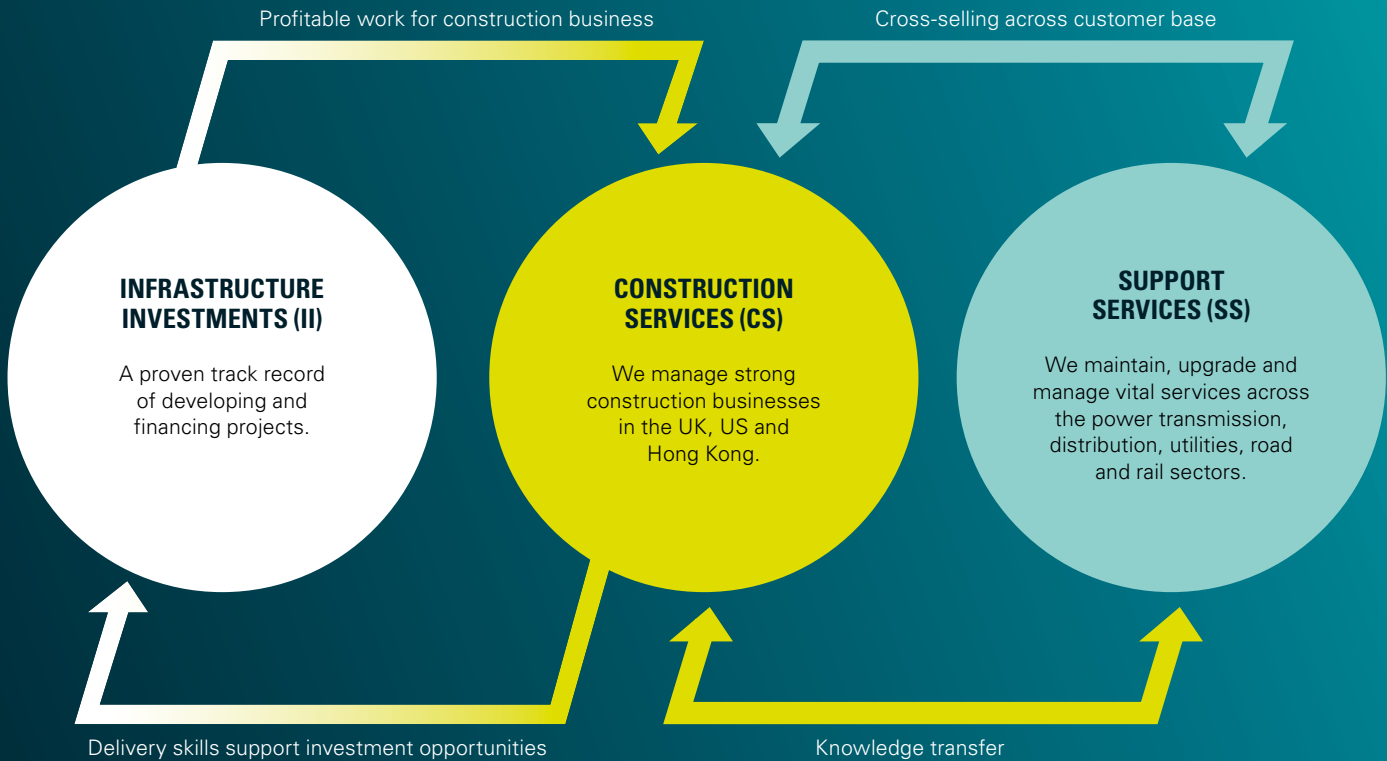 Profitable work for construction business
Cross-selling across customer base
INFRASTRUCTURE
INVESTMENTS (II)
A proven track record
of developing and
financing projects.
CONSTRUCTION
SERVICES (CS)
We manage strong
construction businesses
in the UK, US and
Hong Kong.
SUPPORT
SERVICES (SS)
We maintain, upgrade and
manage vital services across
the power transmission,
distribution, utilities, road
and rail sectors.
Delivery skills support investment opportunities
Knowledge transfer